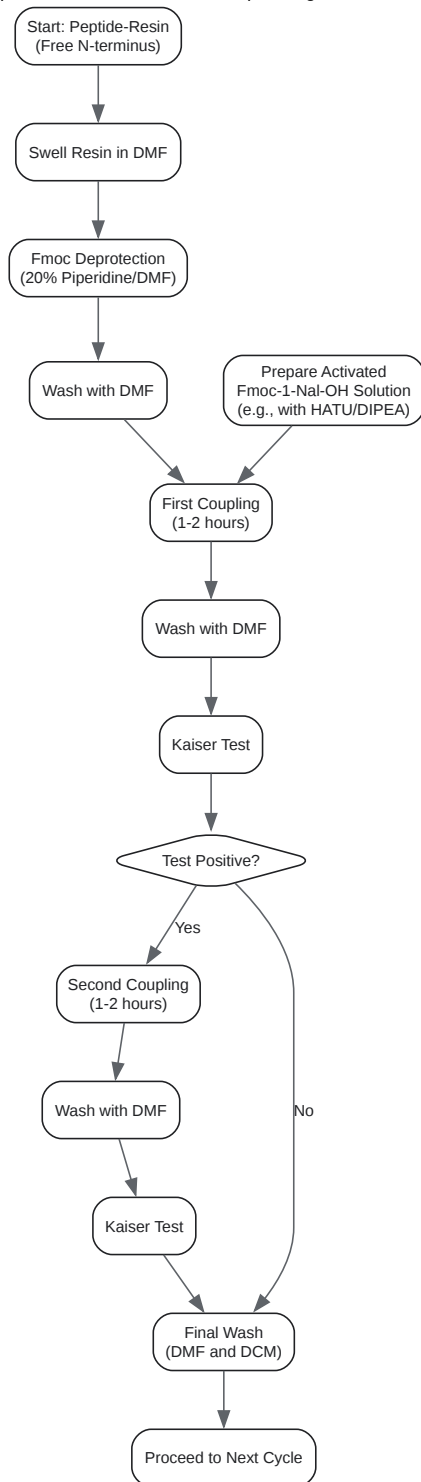 Start: Peptide-Resin
(Free N-terminus)
Swell Resin in DMF
Fmoc Deprotection
(20% Piperidine/DMF)
Wash with DMF
Prepare Activated
Fmoc-1-Nal-OH Solution
(e.g., with HATU/DIPEA)
First Coupling
(1-2 hours)
Wash with DMF
Kaiser Test
Test Positive?
Yes
Second Coupling
(1-2 hours)
Wash with DMF
No
Kaiser Test
Final Wash
(DMF and DCM)
Proceed to Next Cycle